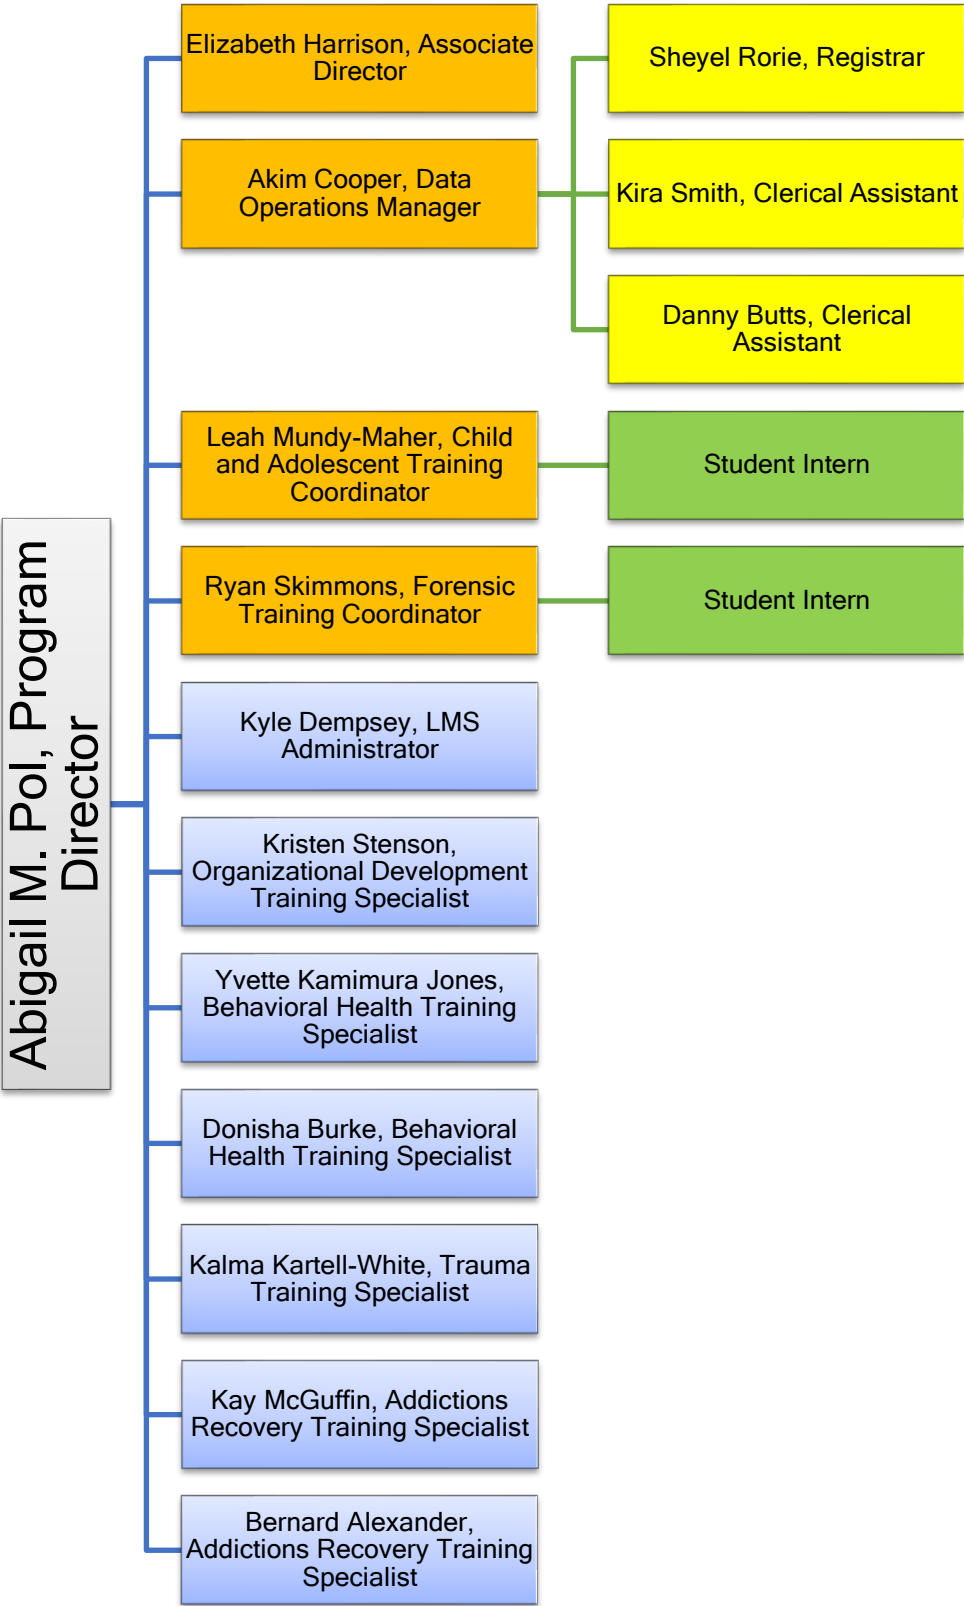 Abigail M. Pol, Program
Director
Elizabeth Harrison, Associate
Director
Akim Cooper, Data
Operations Manager
Sheyel Rorie, Registrar
Kira Smith, Clerical Assistant
Danny Butts, Clerical
Assistant
Leah Mundy-Maher, Child
and Adolescent Training
Coordinator
Student Intern
Ryan Skimmons, Forensic
Training Coordinator
Student Intern
Kyle Dempsey, LMS
Administrator
Kristen Stenson,
Organizational Development
Training Specialist
Yvette Kamimura Jones,
Behavioral Health Training
Specialist
Donisha Burke, Behavioral
Health Training Specialist
Kalma Kartell-White, Trauma
Training Specialist
Kay McGuffin, Addictions
Recovery Training Specialist
Bernard Alexander,
Addictions Recovery Training
Specialist